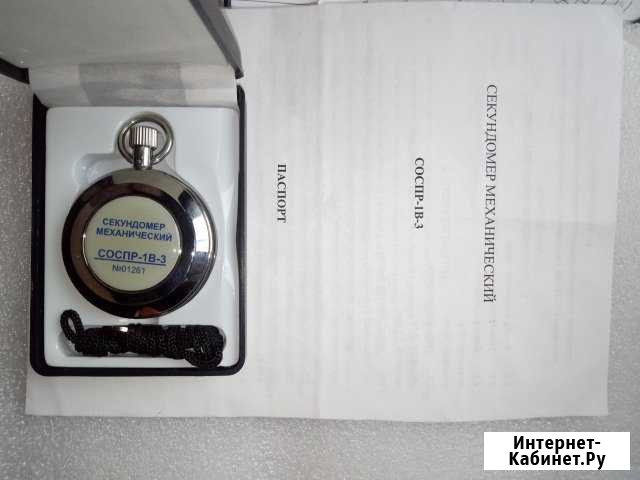 СЕКУНДОМЕР
МЕХАНИЧЕСКИЙ
СОСПР-1В-3
№01261
СЕКУНДОМЕР МЕХАНИЧЕСКИЙ
СОСПР-1В-3
ПАСПОРТ
Интернет-
Кабинет.Ру